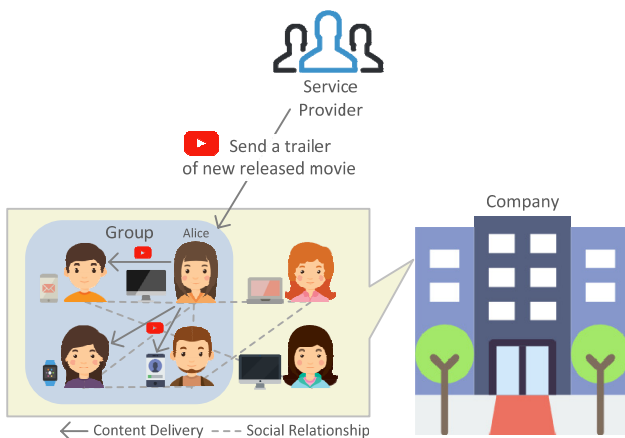 Service
Provider
Send a trailer
of new released movie
Company
Group
Alice
Content Delivery
Social Relationship